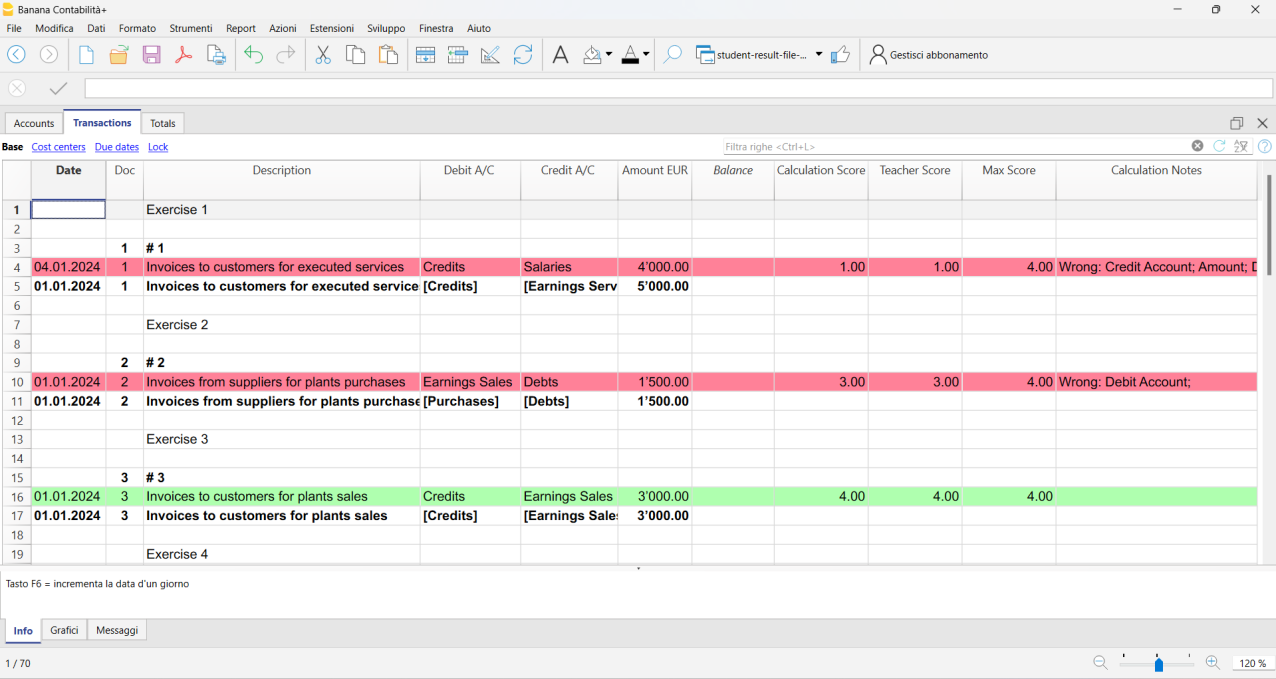 Banana Contabilità+
File Modifica Dati Formato Strumenti Report Azioni Estensioni Sviluppo Finestra Aiuto
student-result-file-... Gestisci abbonamento
Accounts Transactions Totals
Base Cost centers Due dates Lock Filtra righe <Ctrl+L>
Date Doc Description Debit A/C Credit A/C Amount EUR Balance Calculation Score Teacher Score Max Score Calculation Notes
1 Exercise 1
2
3 1 # 1
4 04.01.2024 1 Invoices to customers for executed services Credits Salaries 4’000.00 1.00 1.00 4.00 Wrong: Credit Account; Amount; D
5 01.01.2024 1 Invoices to customers for executed service [Credits] [Earnings Serv 5’000.00
6
7 Exercise 2
8
9 2 # 2
10 01.01.2024 2 Invoices from suppliers for plants purchases Earnings Sales Debts 1’500.00 3.00 3.00 4.00 Wrong: Debit Account;
11 01.01.2024 2 Invoices from suppliers for plants purchase [Purchases] [Debts] 1’500.00
12
13 Exercise 3
14
15 3 # 3
16 01.01.2024 3 Invoices to customers for plants sales Credits Earnings Sales 3’000.00 4.00 4.00 4.00
17 01.01.2024 3 Invoices to customers for plants sales [Credits] [Earnings Sale 3’000.00
18
19 Exercise 4
Tasto F6 = incrementa la data d'un giorno
Info Grafici Messaggi
1 / 70 120 %